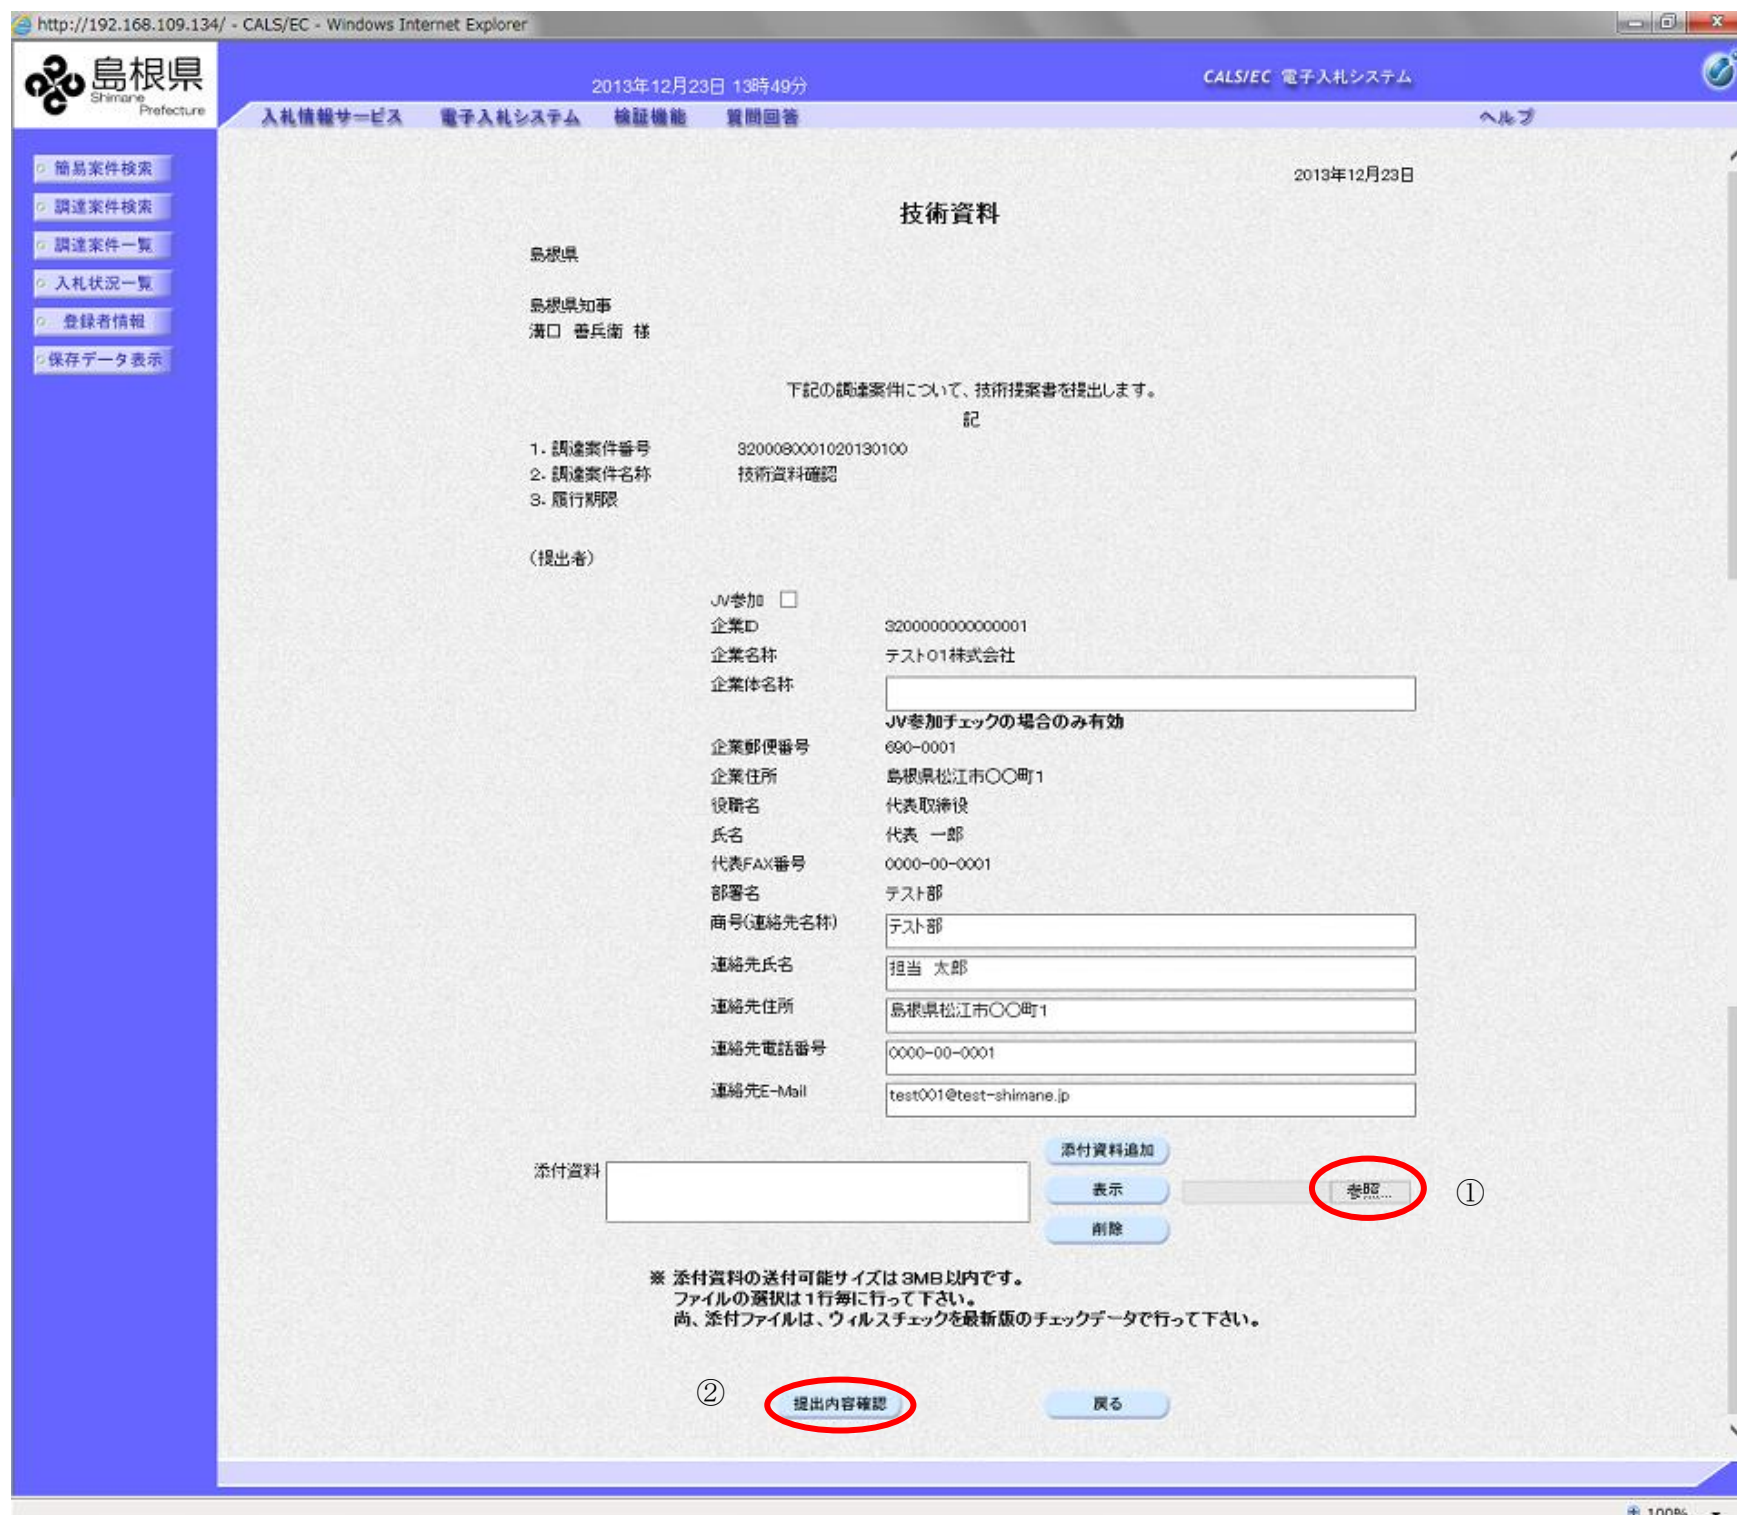 http://192.168.109.134/ - CALS/EC - Windows Internet Explorer
島根県
Shimane
Prefecture
2013年12月23日 13時49分
CALS/EC 電子入札システム
入札情報サービス 電子入札システム 検証機能 質問回答 ヘルプ
簡易案件検索
調達案件検索
調達案件一覧
入札状況一覧
登録者情報
保存データ表示
2013年12月23日
技術資料
島根県
島根県知事
溝口 善兵衛 様
下記の調達案件について、技術提案書を提出します。
記
1. 調達案件番号 3200080001020130100
2. 調達案件名称 技術資料確認
3. 履行期限
(提出者)
JV参加
企業ID 3200000000000001
企業名称 テスト01株式会社
企業体名称
JV参加チェックの場合のみ有効
企業郵便番号 690-0001
企業住所 島根県松江市〇〇町1
役職名 代表取締役
氏名 代表 一郎
代表FAX番号 0000-00-0001
部署名 テスト部
商号(連絡先名称) テスト部
連絡先氏名 担当 太郎
連絡先住所 島根県松江市〇〇町1
連絡先電話番号 0000-00-0001
連絡先E-Mail test001@test-shimane.jp
添付資料追加
添付資料 表示 参照... ①
削除
※ 添付資料の送付可能サイズは3MB以内です。
ファイルの選択は1行毎に行って下さい。
尚、添付ファイルは、ウィルスチェックを最新版のチェックデータで行って下さい。
② 提出内容確認 戻る
100%